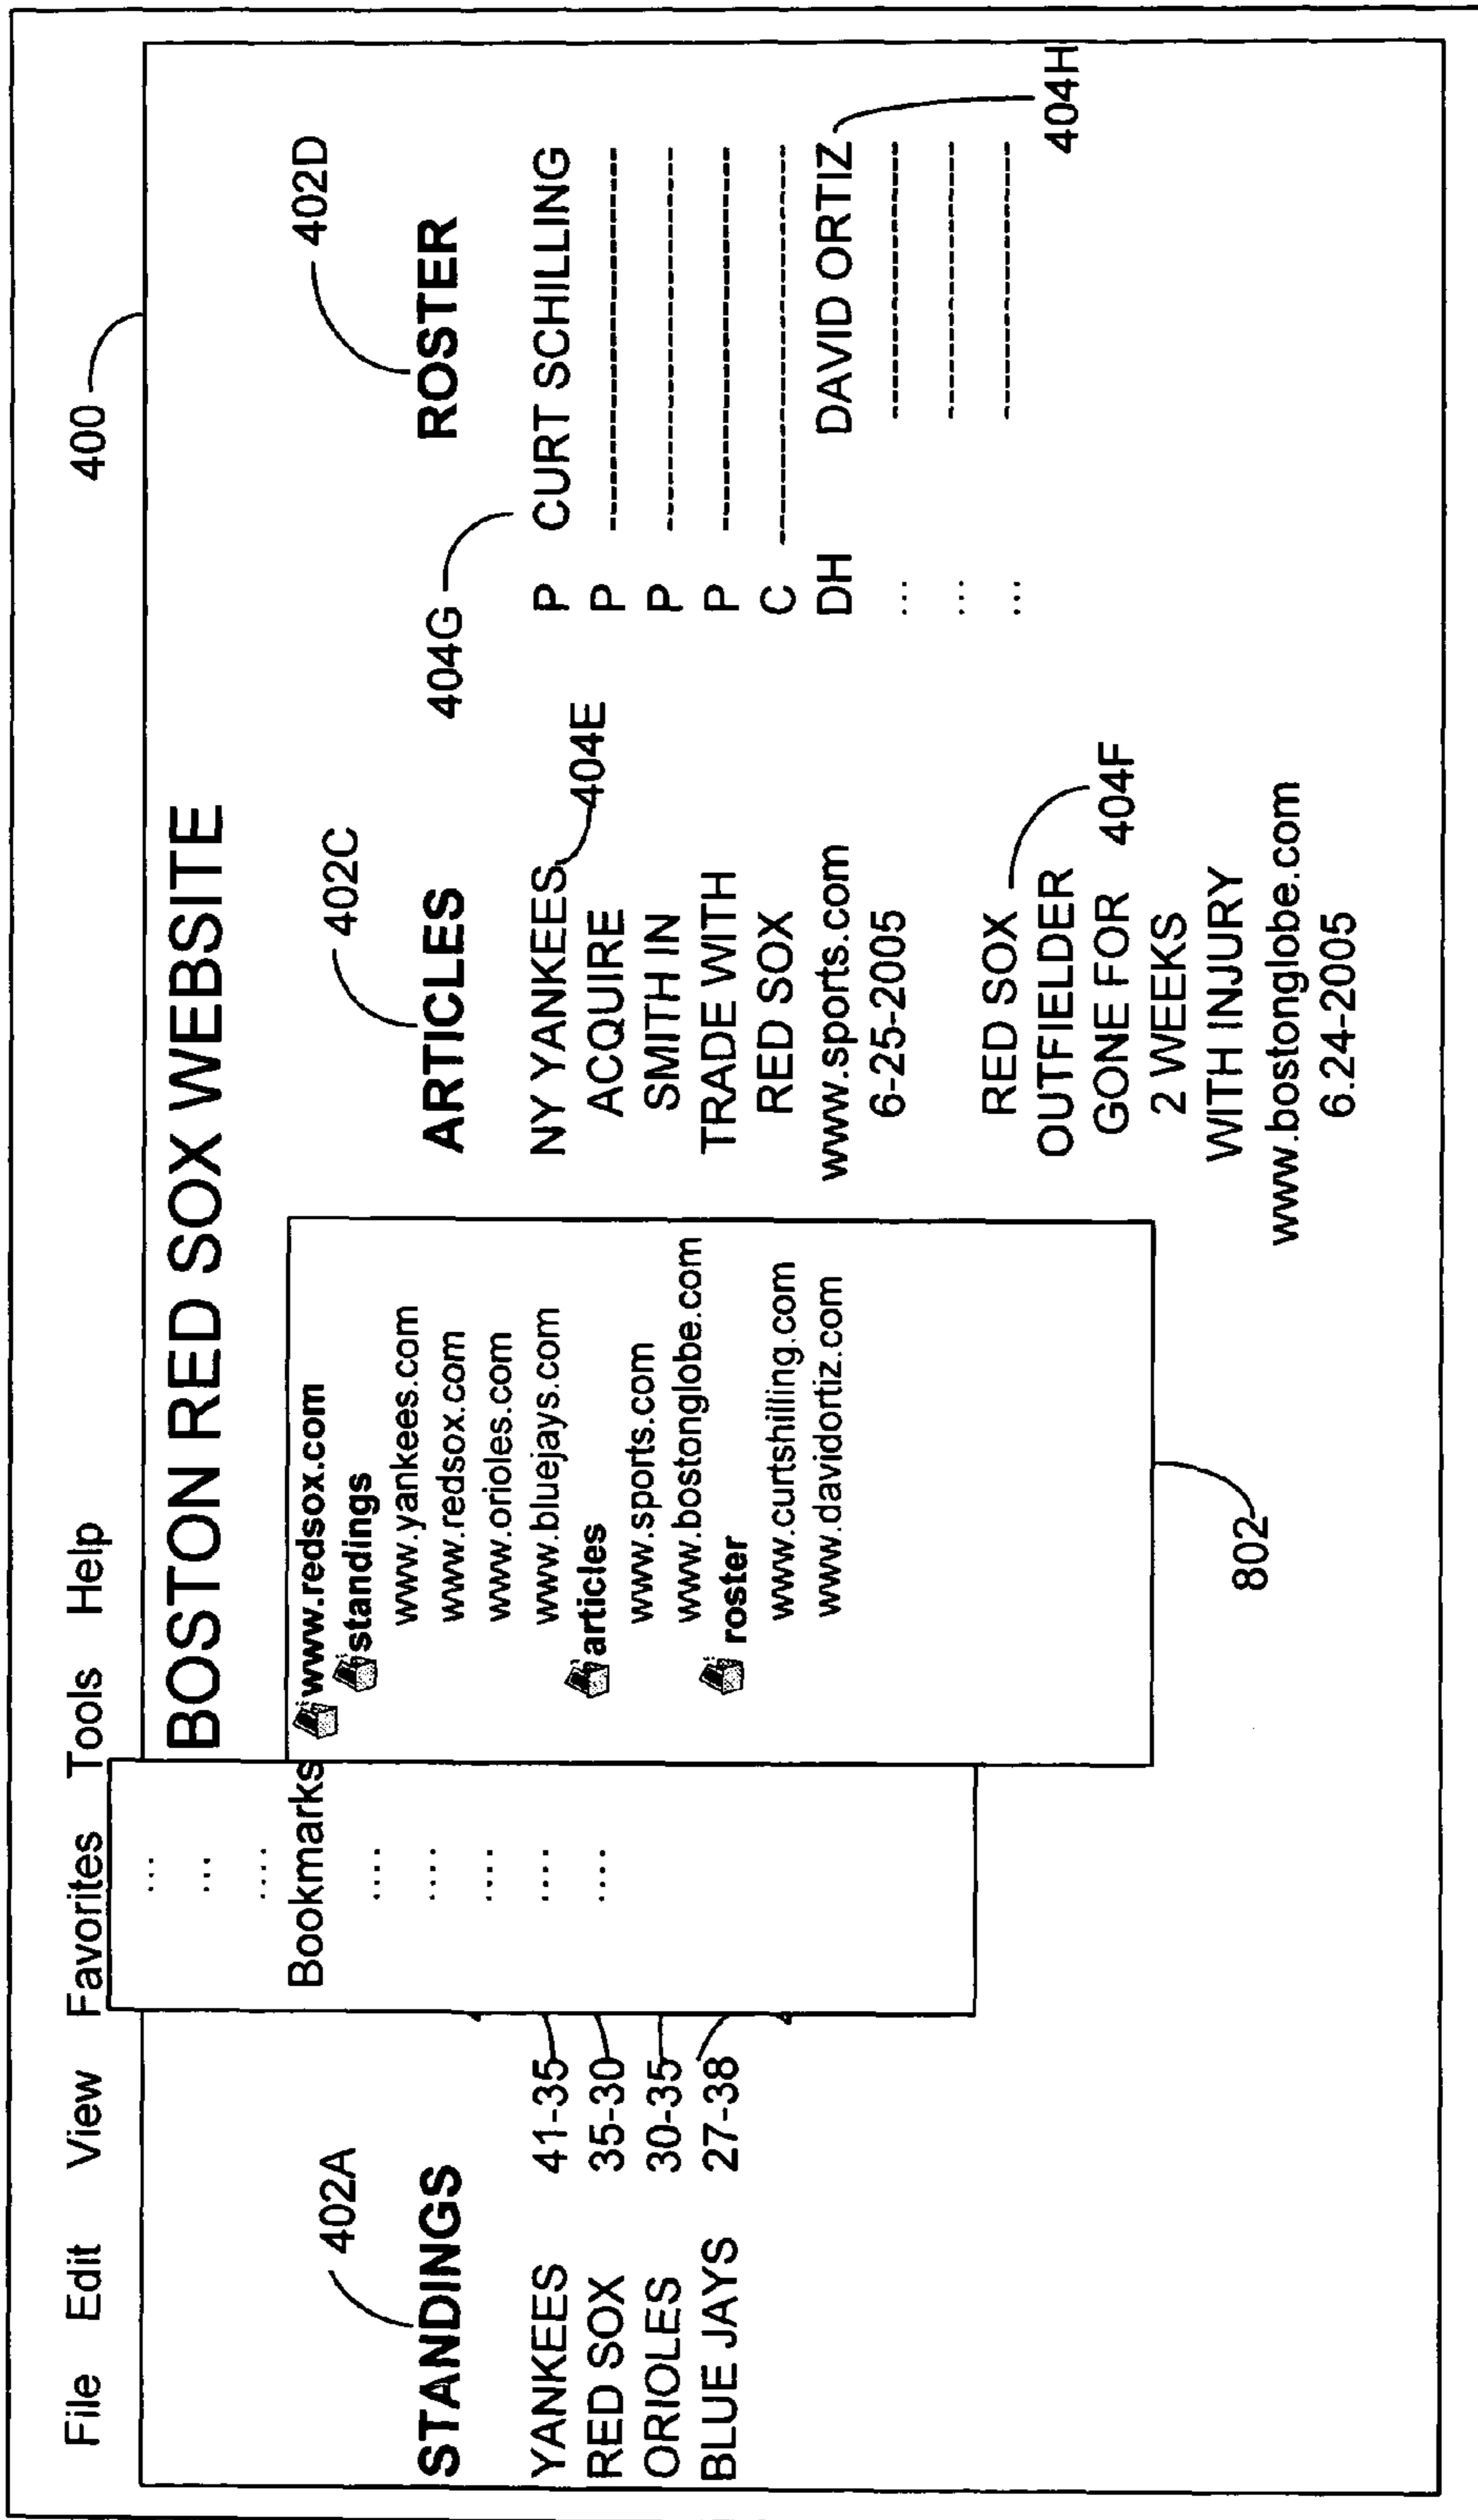 File Edit View Favorites Tools Help
400
BOSTON RED SOX WEBSITE
...
...
...
Bookmarks
...
...
...
...
...
www.redsox.com
standings
www.yankees.com
www.redsox.com
www.orioles.com
www.bluejays.com
articles
www.sports.com
www.bostonglobe.com
roster
www.curtshilling.com
www.davidortiz.com
802
402A
STANDINGS
YANKEES 41-35
RED SOX 35-30
ORIOLES 30-35
BLUE JAYS 27-38
402C
ARTICLES
NY YANKEES
404E
ACQUIRE
SMITH IN
TRADE WITH
RED SOX
www.sports.com
6-25-2005
RED SOX
OUTFIELDER
404F
GONE FOR
2 WEEKS
WITH INJURY
www.bostonglobe.com
6.24-2005
402D
ROSTER
404G
P CURT SCHILLING
P --------------------
P --------------------
P --------------------
C --------------------
DH DAVID ORTIZ
404H
... --------------
... --------------
... --------------